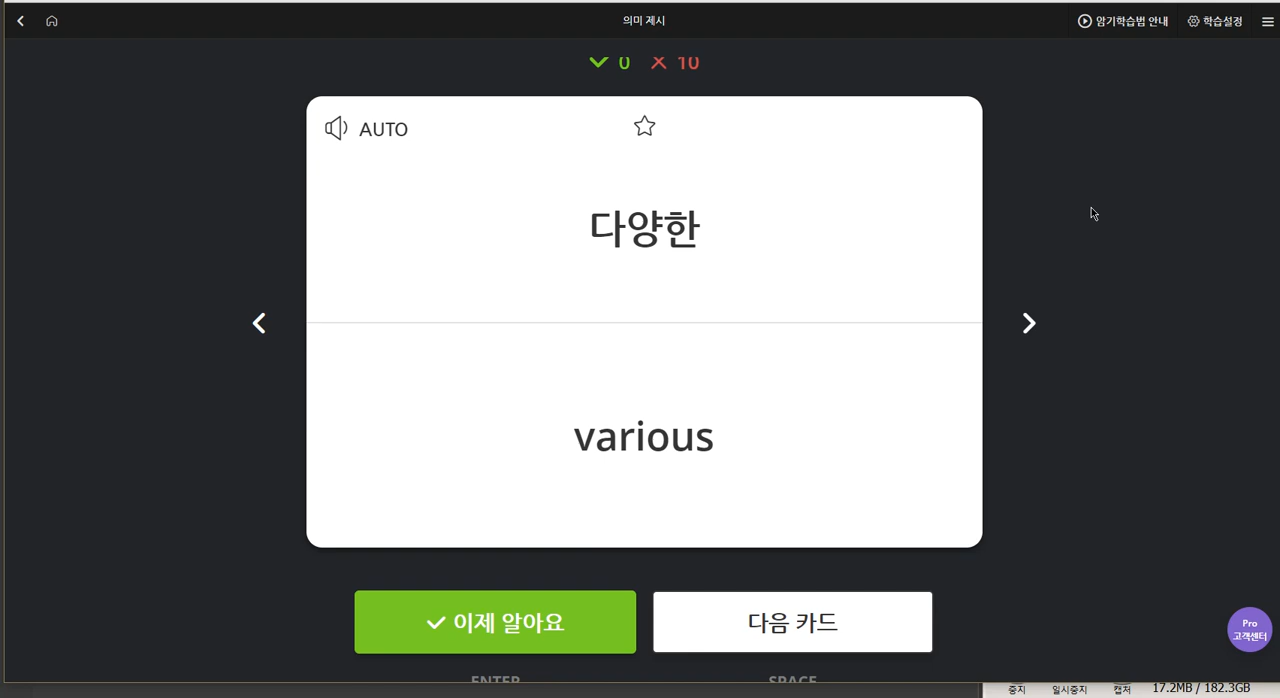 의미 제시
암기학습법 안내
학습설정
0 10
AUTO
다양한
various
이제 알아요
다음 카드
Pro
고객센터
ENTER
SPACE
중지 일시중지 캡처 17.2MB / 182.3GB